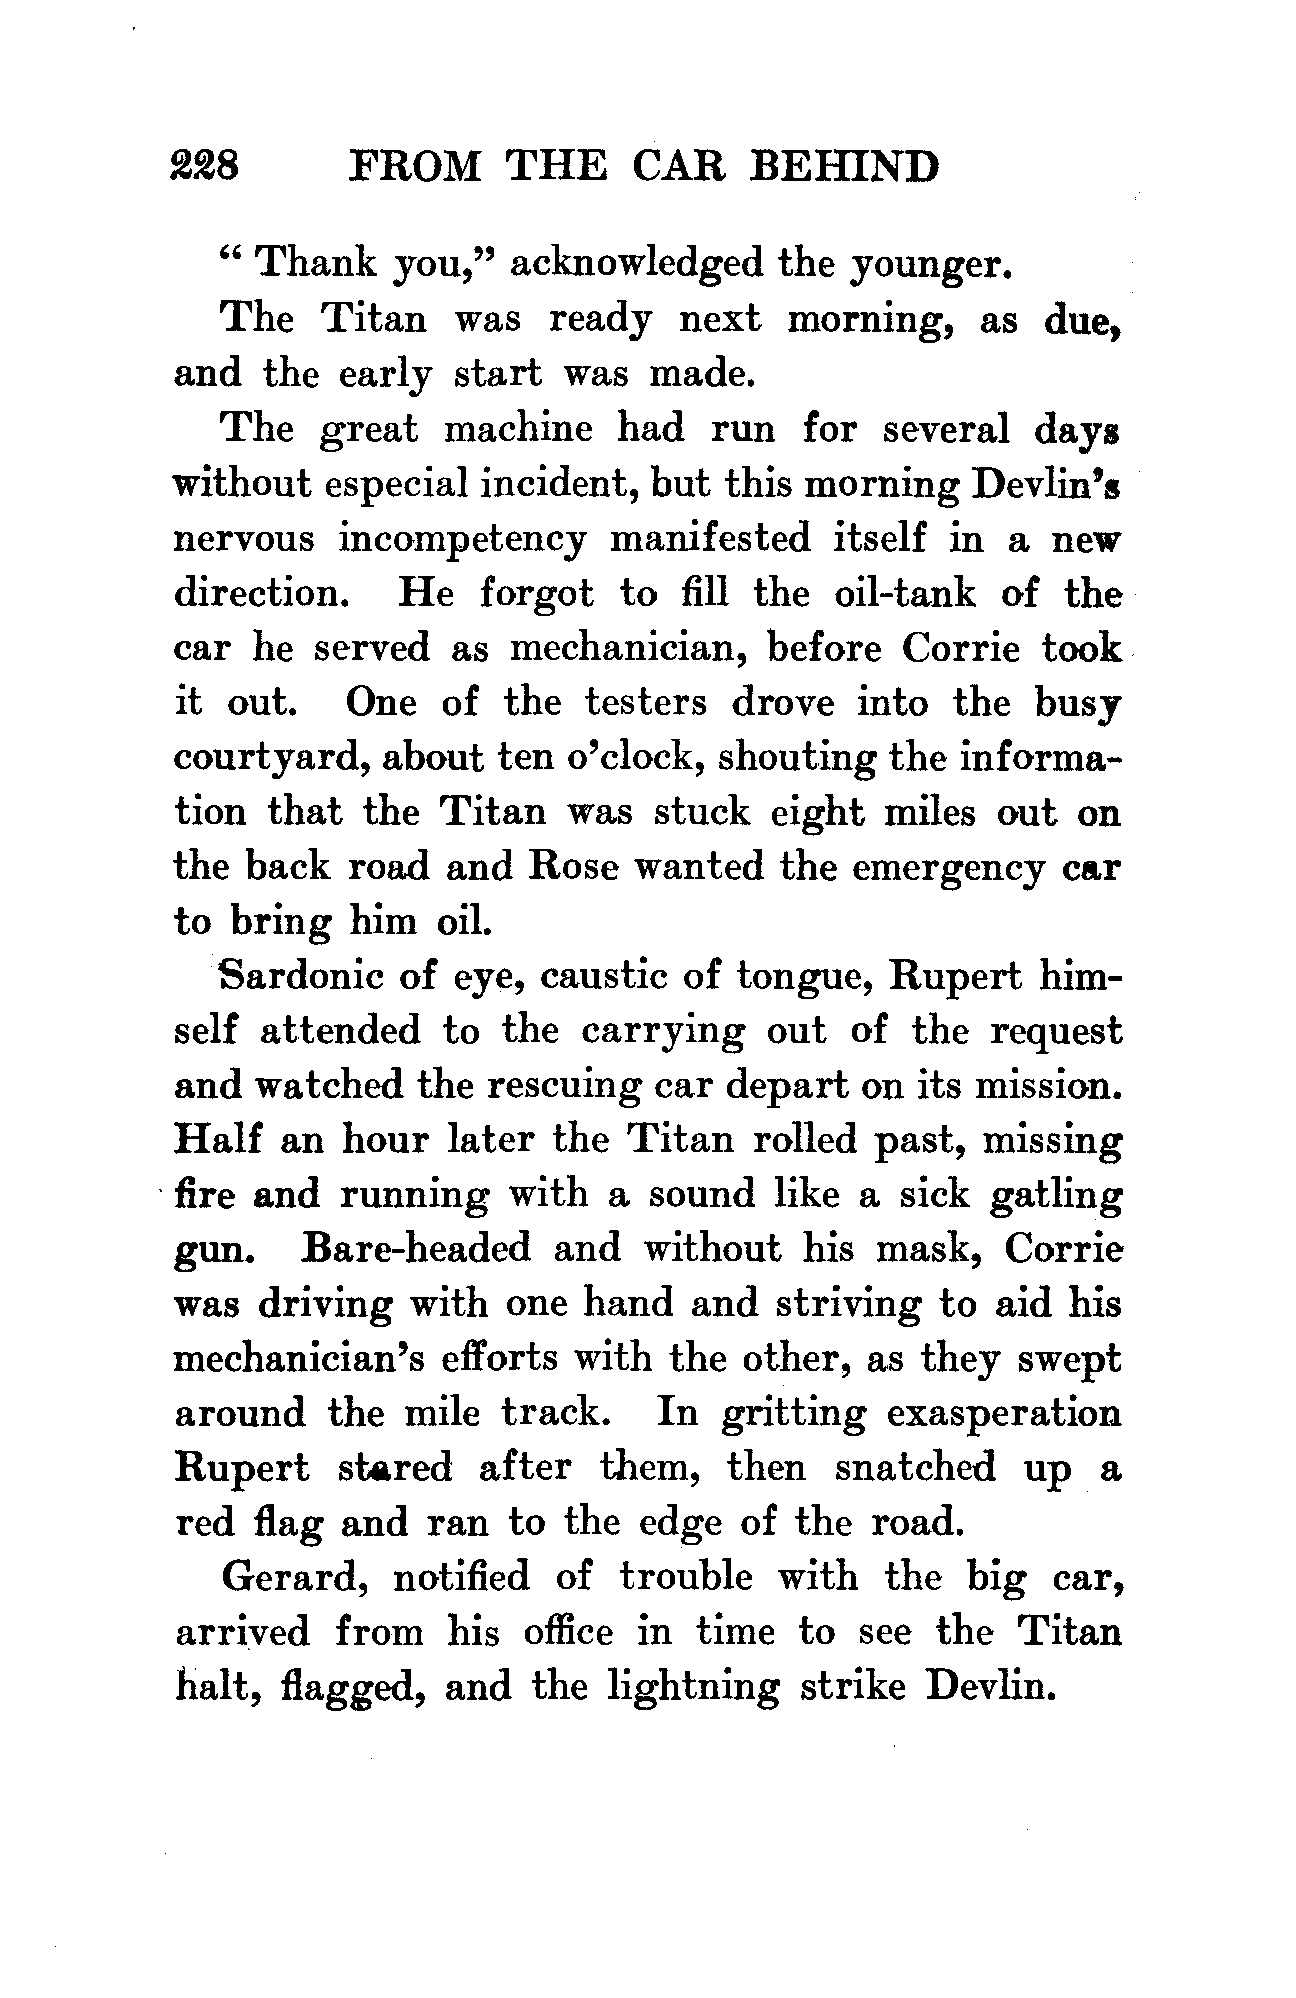 228 FROM THE CAR BEHIND
“ Thank you,” acknowledged the younger.
The Titan was ready next morning, as due,
and the early start was made.
The great machine had run for several days
without especial incident, but this morning Devlin’s
nervous incompetency manifested itself in a new
direction. He forgot to fill the oil-tank of the
car he served as mechanician, before Corrie took
it out. One of the testers drove into the busy
courtyard, about ten o’clock, shouting the informa-
tion that the Titan was stuck eight miles out on
the back road and Rose wanted the emergency car
to bring him oil.
Sardonic of eye, caustic of tongue, Rupert him-
self attended to the carrying out of the request
and watched the rescuing car depart on its mission.
Half an hour later the Titan rolled past, missing
fire and running with a sound like a sick gatling
gun. Bare-headed and without his mask, Corrie
was driving with one hand and striving to aid his
mechanician’s efforts with the other, as they swept
around the mile track. In gritting exasperation
Rupert stared after them, then snatched up a
red flag and ran to the edge of the road.
Gerard, notified of trouble with the big car,
arrived from his office in time to see the Titan
halt, flagged, and the lightning strike Devlin.